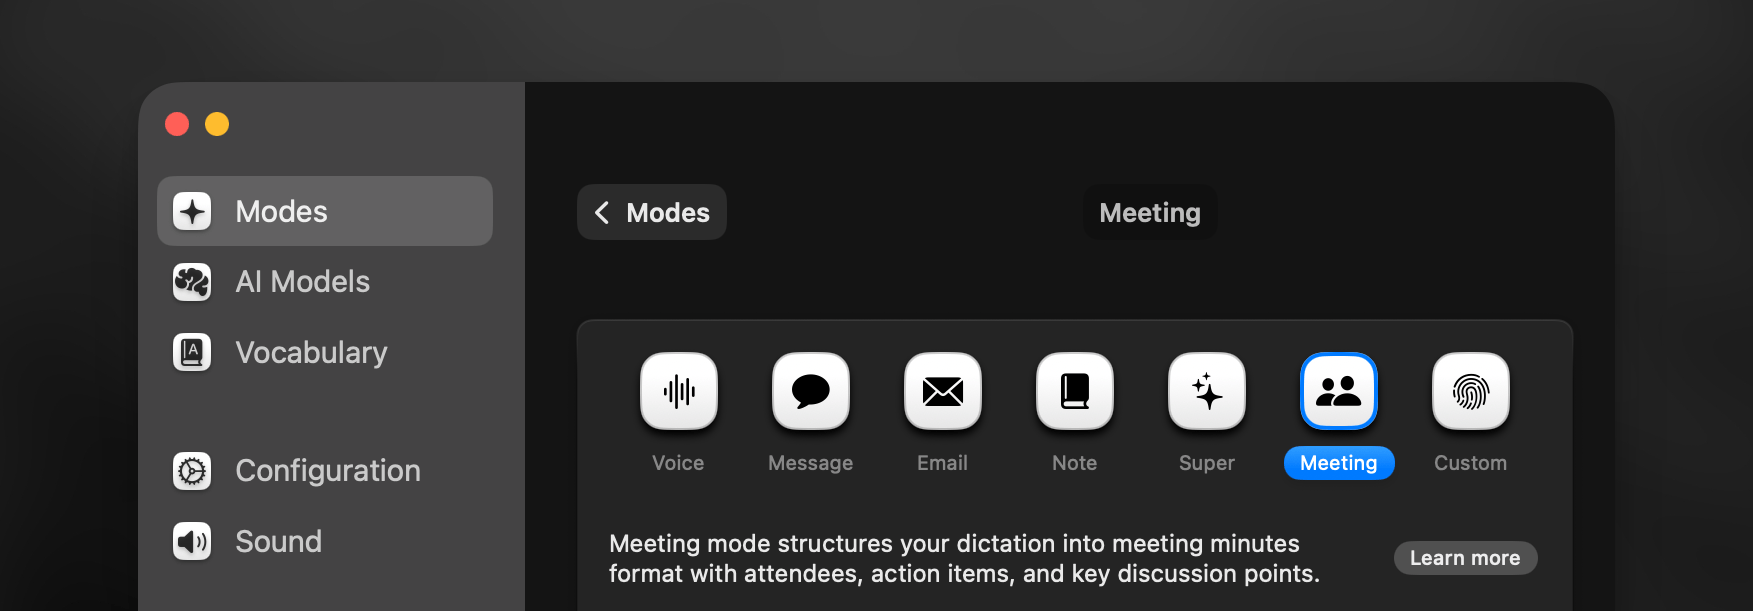 Modes
AI Models
Vocabulary
Configuration
Sound
Modes
Meeting
Voice
Message
Email
Note
Super
Meeting
Custom
Meeting mode structures your dictation into meeting minutes
format with attendees, action items, and key discussion points.
Learn more